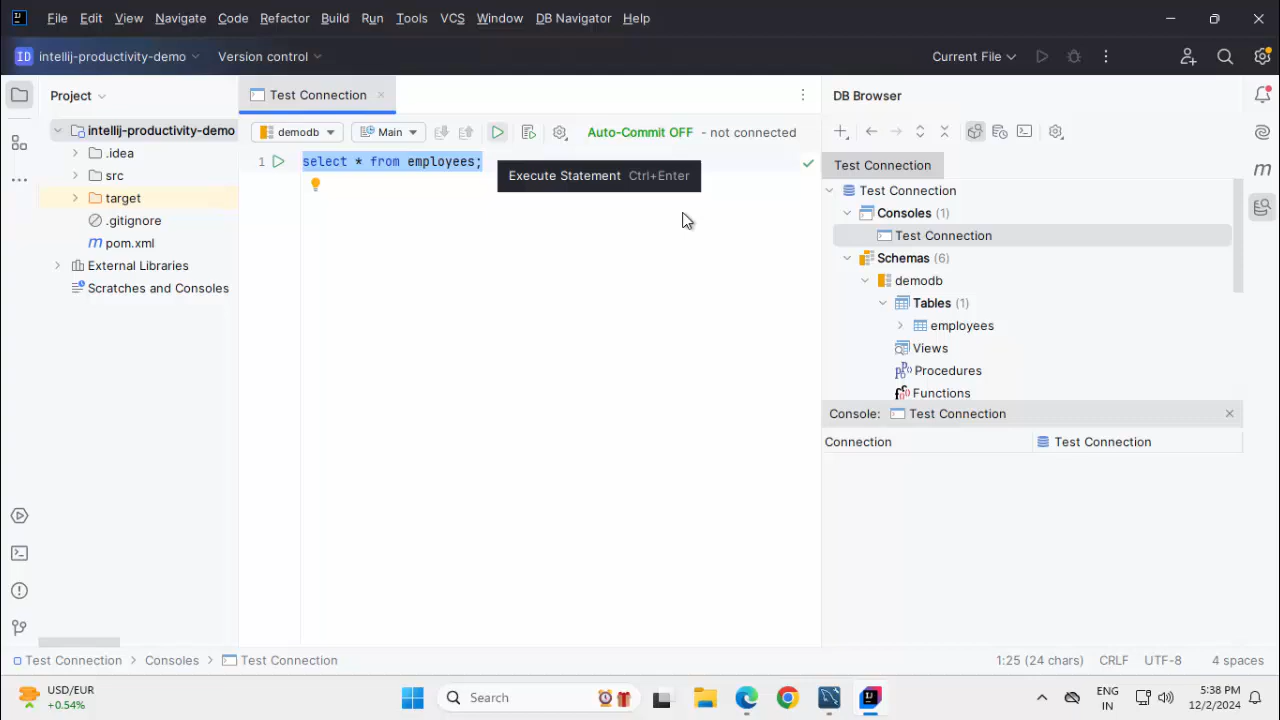 File Edit View Navigate Code Refactor Build Run Tools VCS Window DB Navigator Help
ID intellij-productivity-demo Version control Current File
Project
Test Connection
DB Browser
intellij-productivity-demo
.idea
src
target
.gitignore
m pom.xml
External Libraries
Scratches and Consoles
demodb Main Auto-Commit OFF - not connected
1 select * from employees;
Execute Statement Ctrl+Enter
Test Connection
Test Connection
Consoles (1)
Test Connection
Schemas (6)
demodb
Tables (1)
employees
Views
Procedures
Functions
Console: Test Connection
Connection Test Connection
Test Connection > Consoles > Test Connection
1:25 (24 chars) CRLF UTF-8 4 spaces
USD/EUR
+0.54%
Search
ENG
IN
5:38 PM
12/2/2024